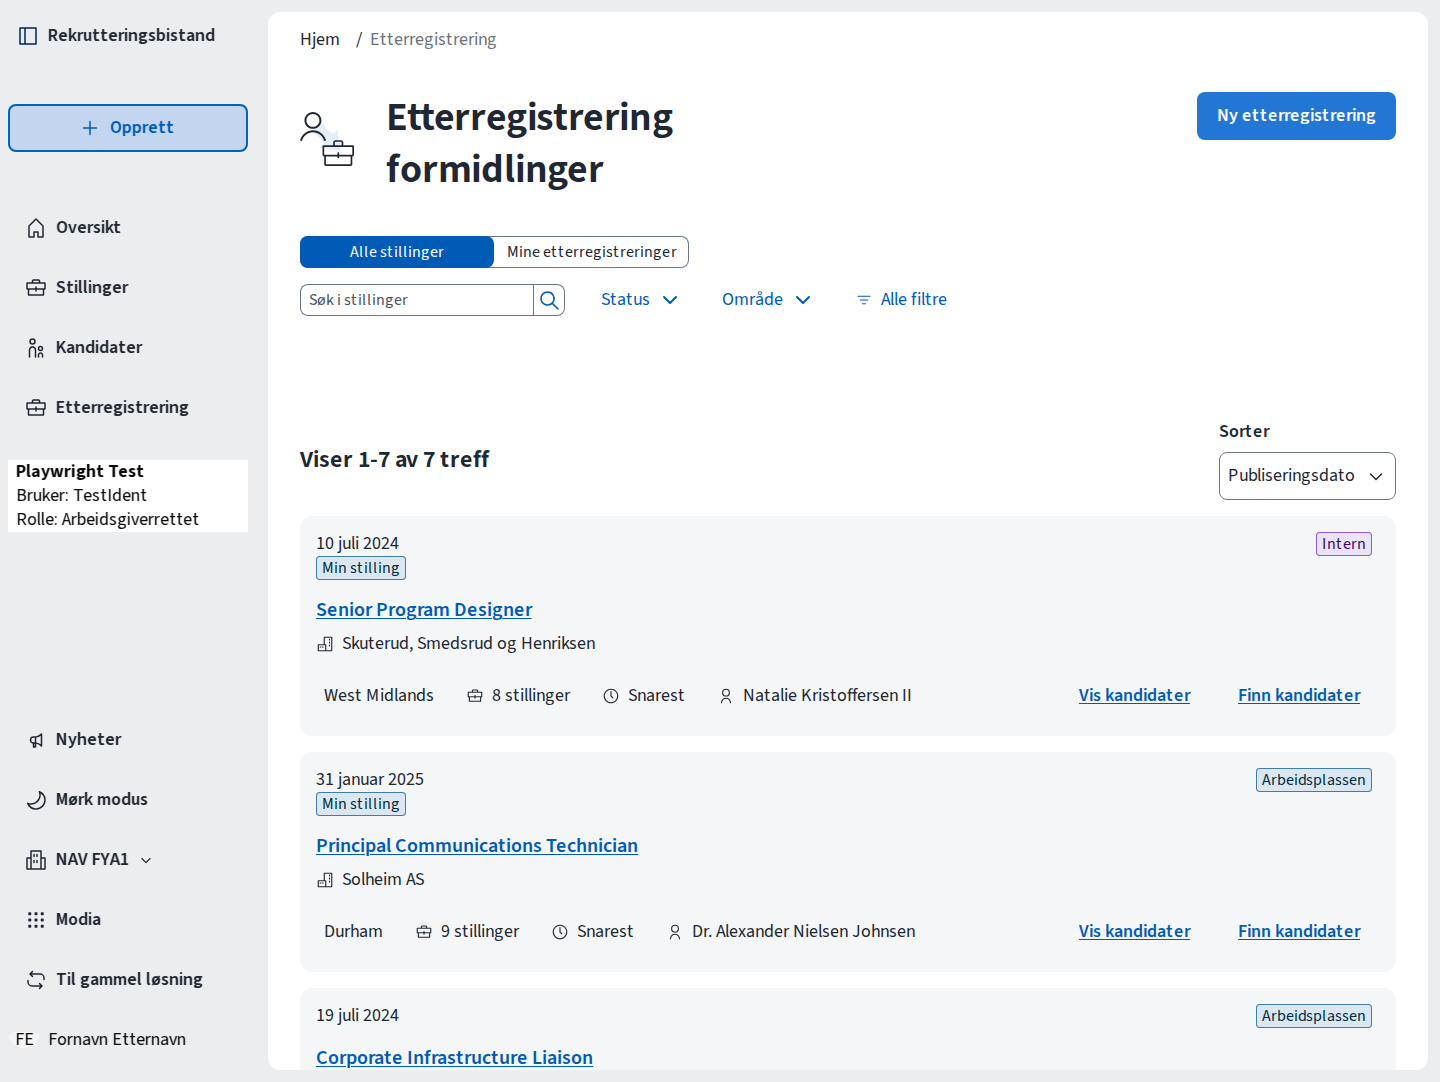 Rekrutteringsbistand
Opprett
Oversikt
Stillinger
Kandidater
Etterregistrering
Playwright Test
Bruker: TestIdent
Rolle: Arbeidsgiverrettet
Nyheter
Mørk modus
NAV FYA1
Modia
Til gammel løsning
FE Fornavn Etternavn
Hjem / Etterregistrering
Etterregistrering
formidlinger
Ny etterregistrering
Alle stillinger Mine etterregistreringer
Søk i stillinger Status Område Alle filtre
Sorter
Viser 1-7 av 7 treff
Publiseringsdato
10 juli 2024 Intern
Min stilling
Senior Program Designer
Skuterud, Smedsrud og Henriksen
West Midlands 8 stillinger Snarest Natalie Kristoffersen II Vis kandidater Finn kandidater
31 januar 2025 Arbeidsplassen
Min stilling
Principal Communications Technician
Solheim AS
Durham 9 stillinger Snarest Dr. Alexander Nielsen Johnsen Vis kandidater Finn kandidater
19 juli 2024 Arbeidsplassen
Corporate Infrastructure Liaison